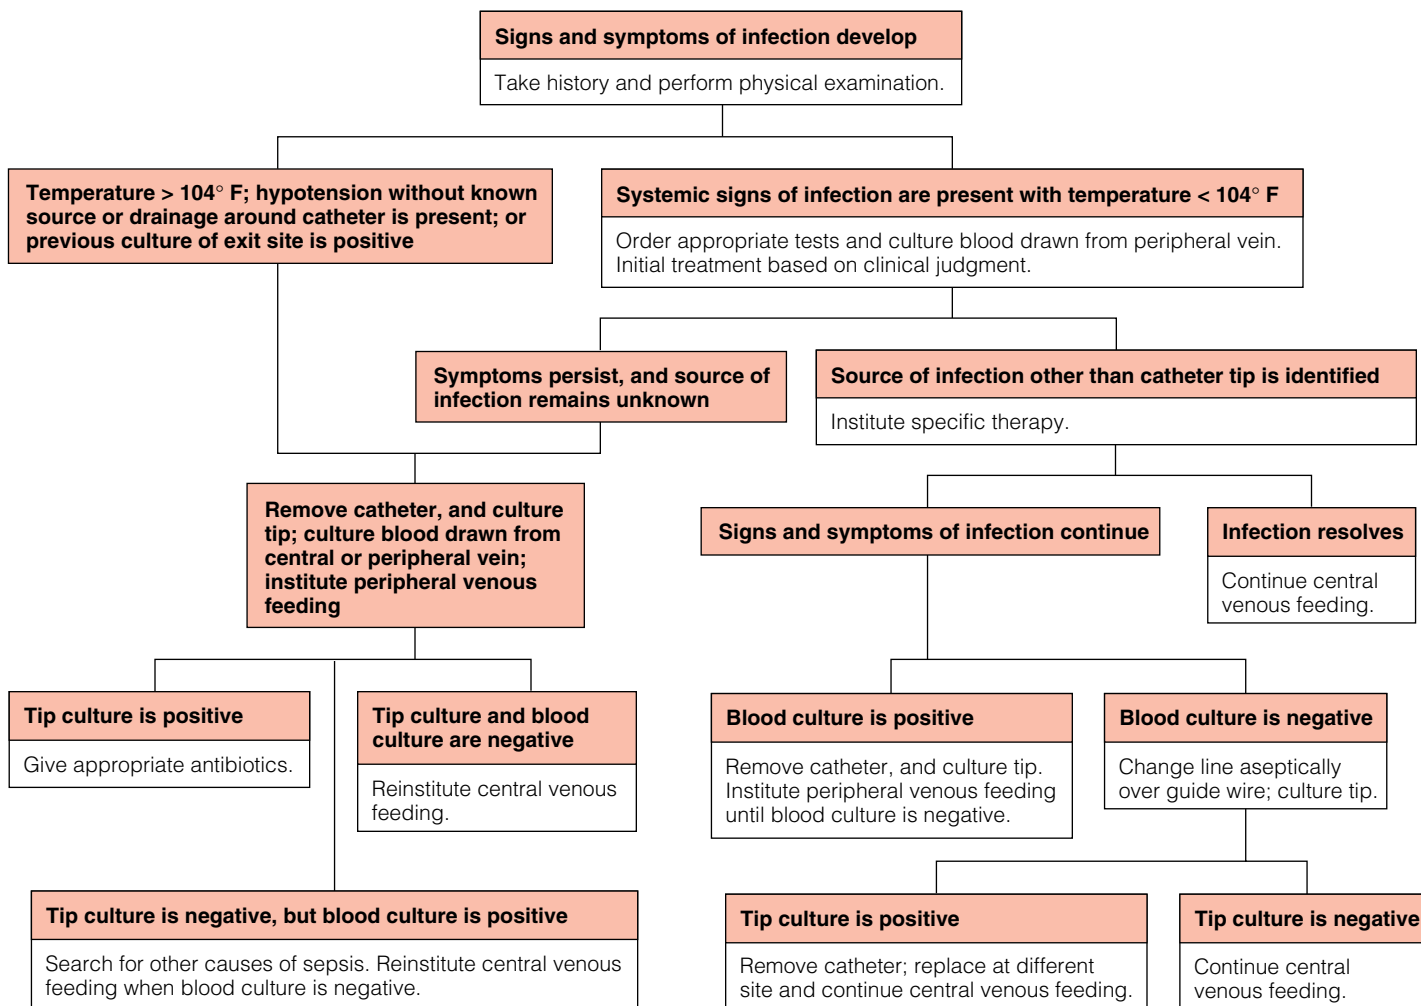 Signs and symptoms of infection develop
Take history and perform physical examination.
Temperature > 104° F; hypotension without known
source or drainage around catheter is present; or
previous culture of exit site is positive
Systemic signs of infection are present with temperature < 104° F
Order appropriate tests and culture blood drawn from peripheral vein.
Initial treatment based on clinical judgment.
Symptoms persist, and source of
infection remains unknown
Source of infection other than catheter tip is identified
Institute specific therapy.
Remove catheter, and culture
tip; culture blood drawn from
central or peripheral vein;
institute peripheral venous
feeding
Signs and symptoms of infection continue
Infection resolves
Continue central
venous feeding.
Tip culture is positive
Give appropriate antibiotics.
Tip culture and blood
culture are negative
Reinstitute central venous
feeding.
Blood culture is positive
Remove catheter, and culture tip.
Institute peripheral venous feeding
until blood culture is negative.
Blood culture is negative
Change line aseptically
over guide wire; culture tip.
Tip culture is negative, but blood culture is positive
Search for other causes of sepsis. Reinstitute central venous
feeding when blood culture is negative.
Tip culture is positive
Remove catheter; replace at different
site and continue central venous feeding.
Tip culture is negative
Continue central
venous feeding.